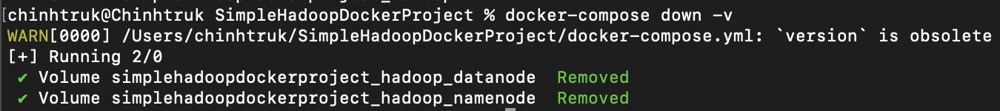 [chinhtruk@Chinhtruk SimpleHadoopDockerProject % docker-compose down -v
WARN[0000] /Users/chinhtruk/SimpleHadoopDockerProject/docker-compose.yml: `version` is obsolete
[+] Running 2/0
✔ Volume simplehadoopdockerproject_hadoop_datanode Removed
✔ Volume simplehadoopdockerproject_hadoop_namenode Removed